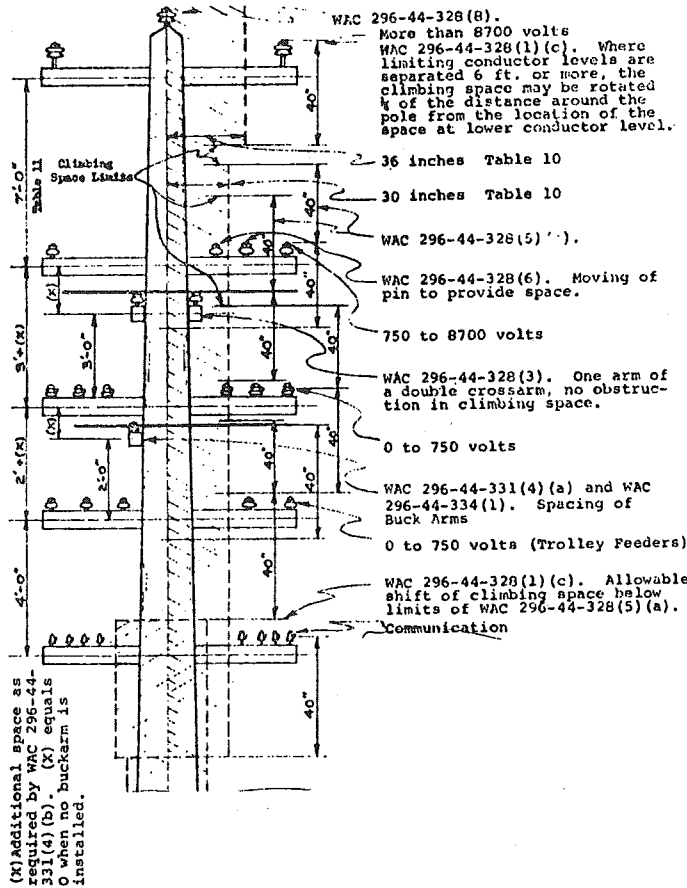 WAC 296-44-328(8).
More than 8700 volts
WAC 296-44-328(1)(c). Where
limiting conductor levels are
separated 6 ft. or more, the
climbing space may be rotated
¼ of the distance around the
pole from the location of the
space at lower conductor level.
40"
Climbing
Space Limits
7'-0"
Table 11
36 inches Table 10
30 inches Table 10
40"
40"
WAC 296-44-328(5)
WAC 296-44-328(6). Moving of
pin to provide space.
40"
750 to 8700 volts
(X)
3'+(X)
3'-0"
40"
40"
WAC 296-44-328(3). One arm of
a double crossarm, no obstruc-
tion in climbing space.
0 to 750 volts
(X)
2'+(X)
2'-0"
40"
40"
40"
WAC 296-44-331(4)(a) and WAC
296-44-334(1). Spacing of
Buck Arms
0 to 750 volts (Trolley Feeders)
4'-0"
40"
WAC 296-44-328(1)(c). Allowable
shift of climbing space below
limits of WAC 296-44-328(5)(a).
Communication
40"
(X)Additional space as
required by WAC 296-44-
331(4)(b). (X) equals
0 when no buckarm is
installed.